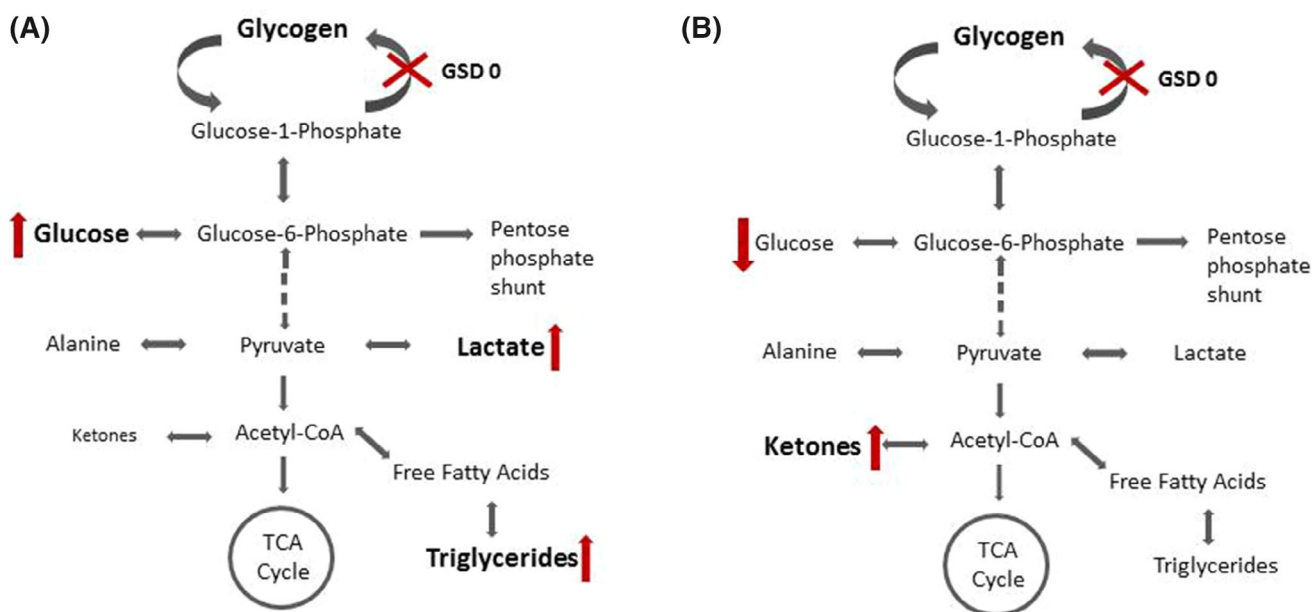 (A)
Glycogen
GSD 0
Glucose-1-Phosphate
Glucose
Glucose-6-Phosphate
Pentose
phosphate
shunt
Alanine
Pyruvate
Lactate
Ketones
Acetyl-CoA
Free Fatty Acids
TCA
Cycle
Triglycerides
(B)
Glycogen
GSD 0
Glucose-1-Phosphate
Glucose
Glucose-6-Phosphate
Pentose
phosphate
shunt
Alanine
Pyruvate
Lactate
Ketones
Acetyl-CoA
Free Fatty Acids
TCA
Cycle
Triglycerides